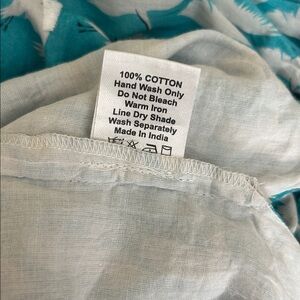 100% COTTON
Hand Wash Only
Do Not Bleach
Warm Iron
Line Dry Shade
Wash Separately
Made In India